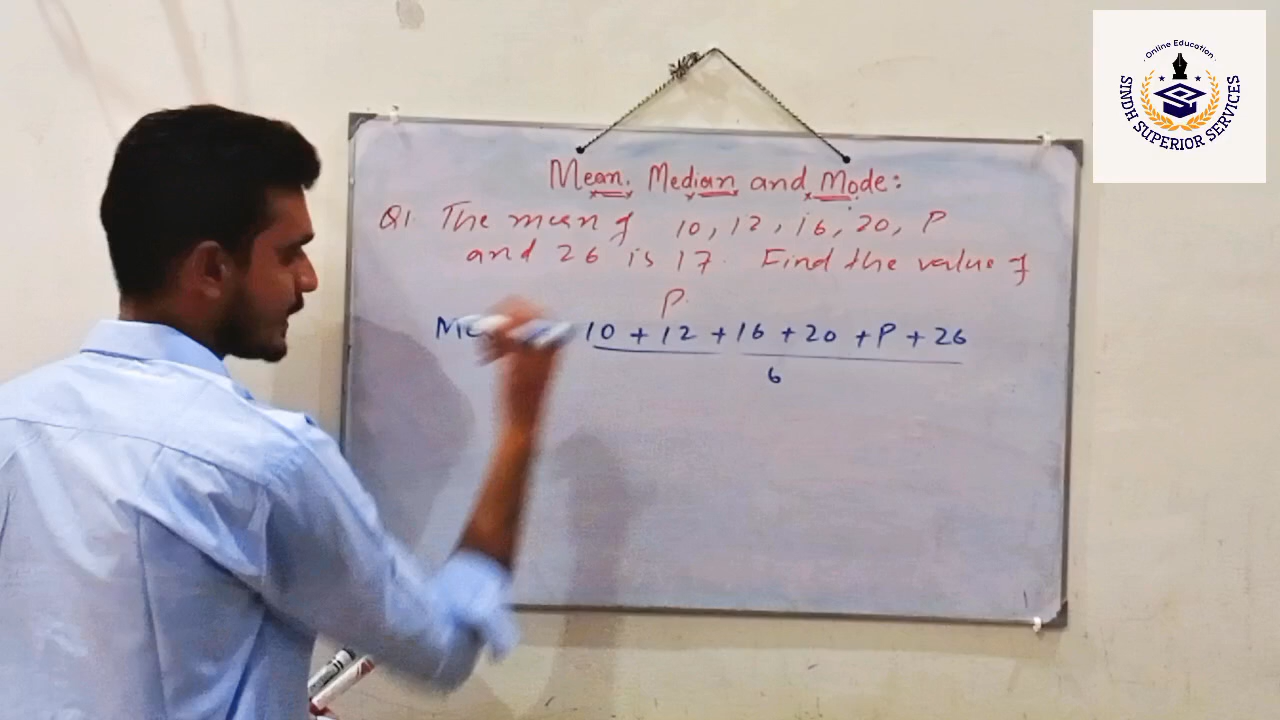 Online Education
SINDH SUPERIOR SERVICES
Mean, Median and Mode:
Q1 The mean of 10, 12, 16, 20, P
and 26 is 17. Find the value of
P.
10 + 12 + 16 + 20 + P + 26
6